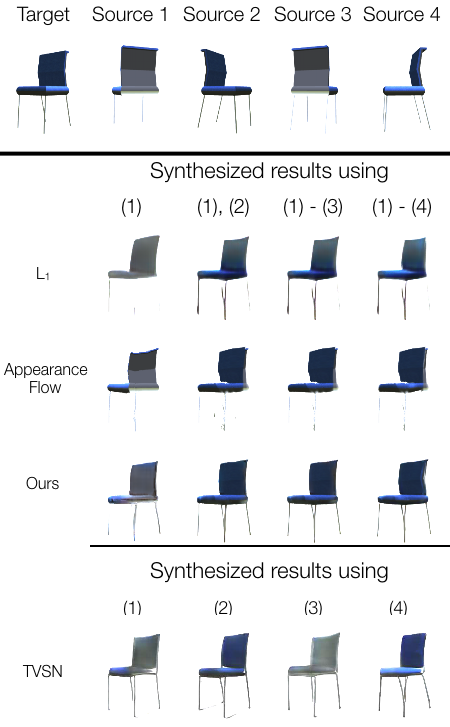 Target Source 1 Source 2 Source 3 Source 4
Synthesized results using
(1) (1), (2) (1) - (3) (1) - (4)
L1
Appearance
Flow
Ours
Synthesized results using
(1) (2) (3) (4)
TVSN